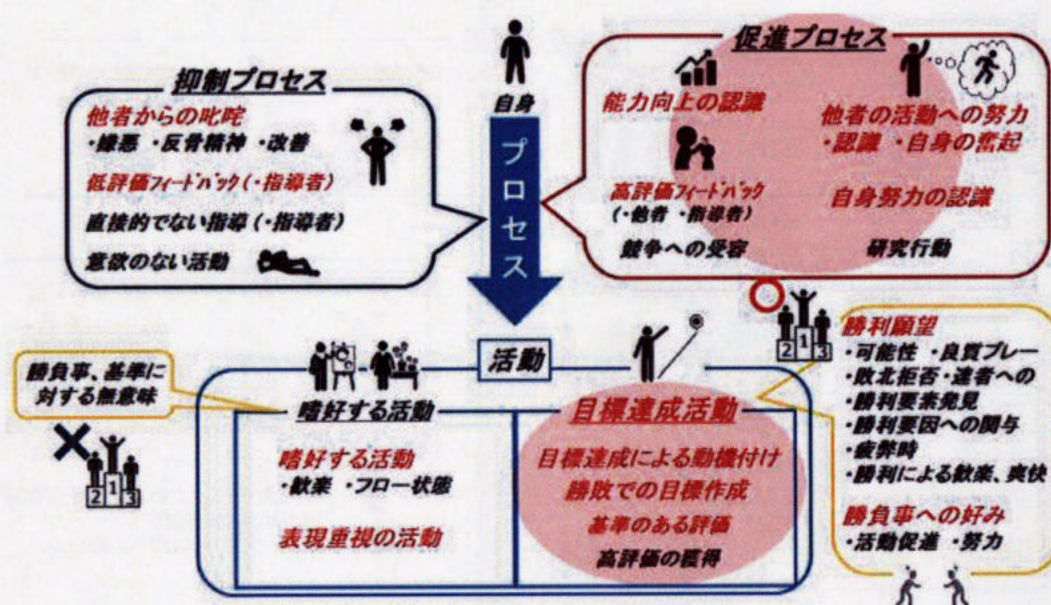 抑制プロセス
他者からの叱咤
・嫌悪 ・反骨精神 ・改善
低評価フィードバック(・指導者)
直接的でない指導(・指導者)
意欲のない活動
自身
プロセス
促進プロセス
能力向上の認識
他者の活動への努力
・認識 ・自身の奮起
高評価フィードバック
(・他者 ・指導者)
自身努力の認識
競争への受容
研究行動
活動
勝負事、基準に
対する無意味
2 1 3
嗜好する活動
嗜好する活動
・歓楽 ・フロー状態
表現重視の活動
目標達成活動
目標達成による動機付け
勝敗での目標作成
基準のある評価
高評価の獲得
2 1 3
勝利願望
・可能性 ・良質プレー
・敗北拒否・達者への
・勝利要素発見
・勝利要因への関与
・疲弊時
・勝利による歓楽、爽快
勝負事への好み
・活動促進 ・努力